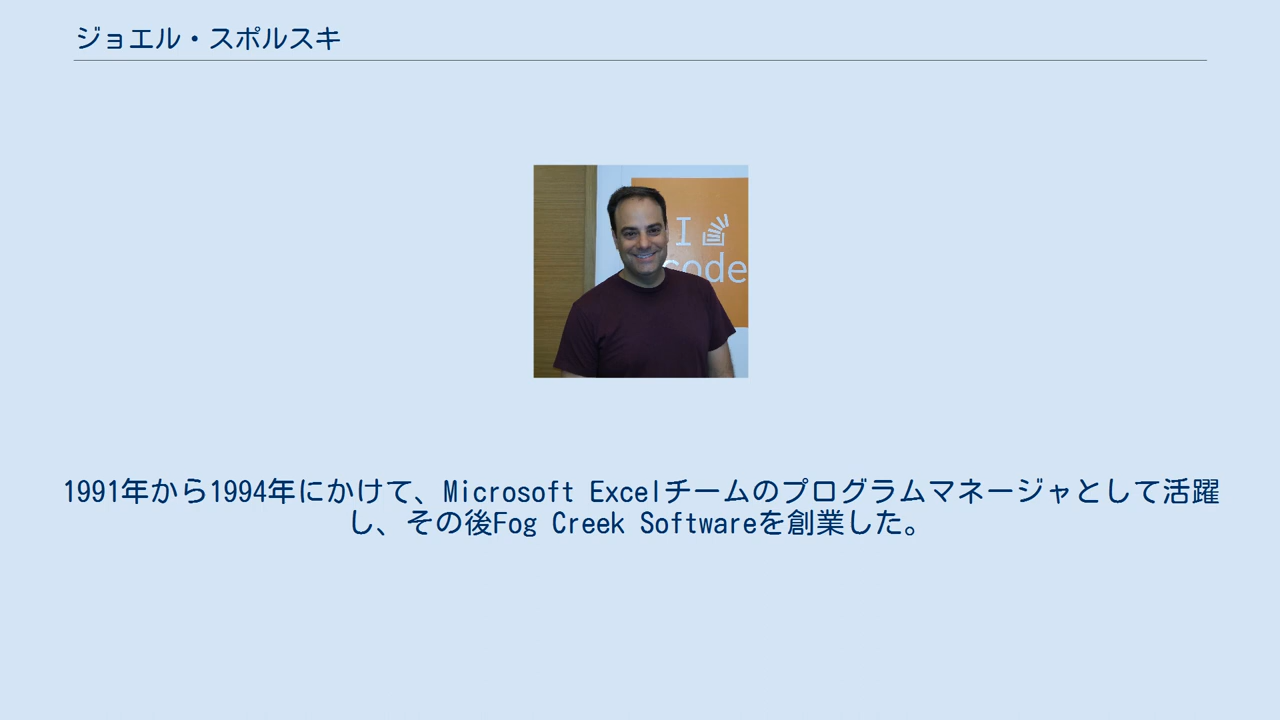 ジョエル・スポルスキ
I
code
1991年から1994年にかけて、Microsoft Excelチームのプログラムマネージャとして活躍
し、その後Fog Creek Softwareを創業した。